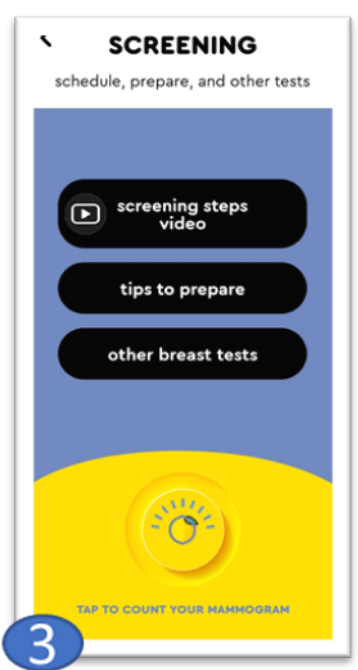 SCREENING
schedule, prepare, and other tests
screening steps
video
tips to prepare
other breast tests
TAP TO COUNT YOUR MAMMOGRAM
3